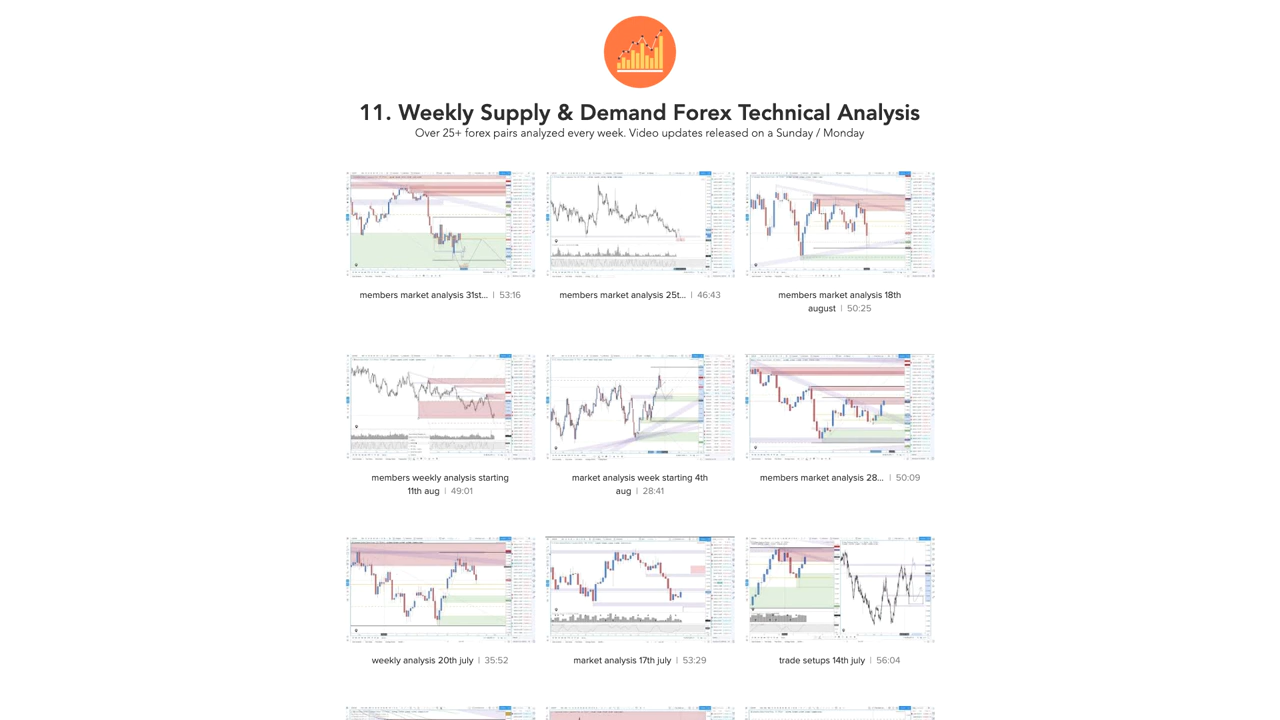 11. Weekly Supply & Demand Forex Technical Analysis
Over 25+ forex pairs analyzed every week. Video updates released on a Sunday / Monday
members market analysis 31st... | 53:16
members market analysis 25t... | 46:43
members market analysis 18th
august | 50:25
members weekly analysis starting
11th aug | 49:01
market analysis week starting 4th
aug | 28:41
members market analysis 28... | 50:09
weekly analysis 20th july | 35:52
market analysis 17th july | 53:29
trade setups 14th july | 56:04